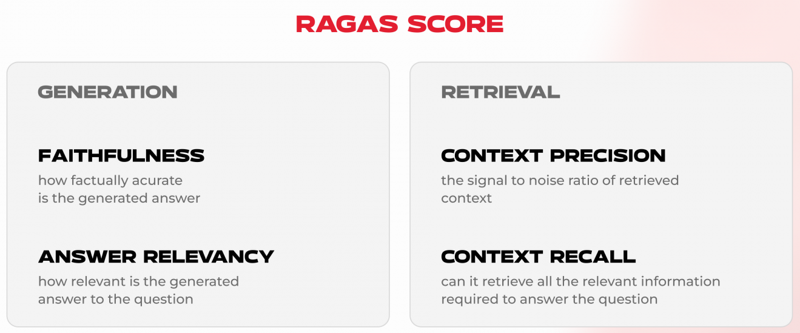 RAGAS SCORE
GENERATION
FAITHFULNESS
how factually acurate
is the generated answer
ANSWER RELEVANCY
how relevant is the generated
answer to the question
RETRIEVAL
CONTEXT PRECISION
the signal to noise ratio of retrieved
context
CONTEXT RECALL
can it retrieve all the relevant information
required to answer the question